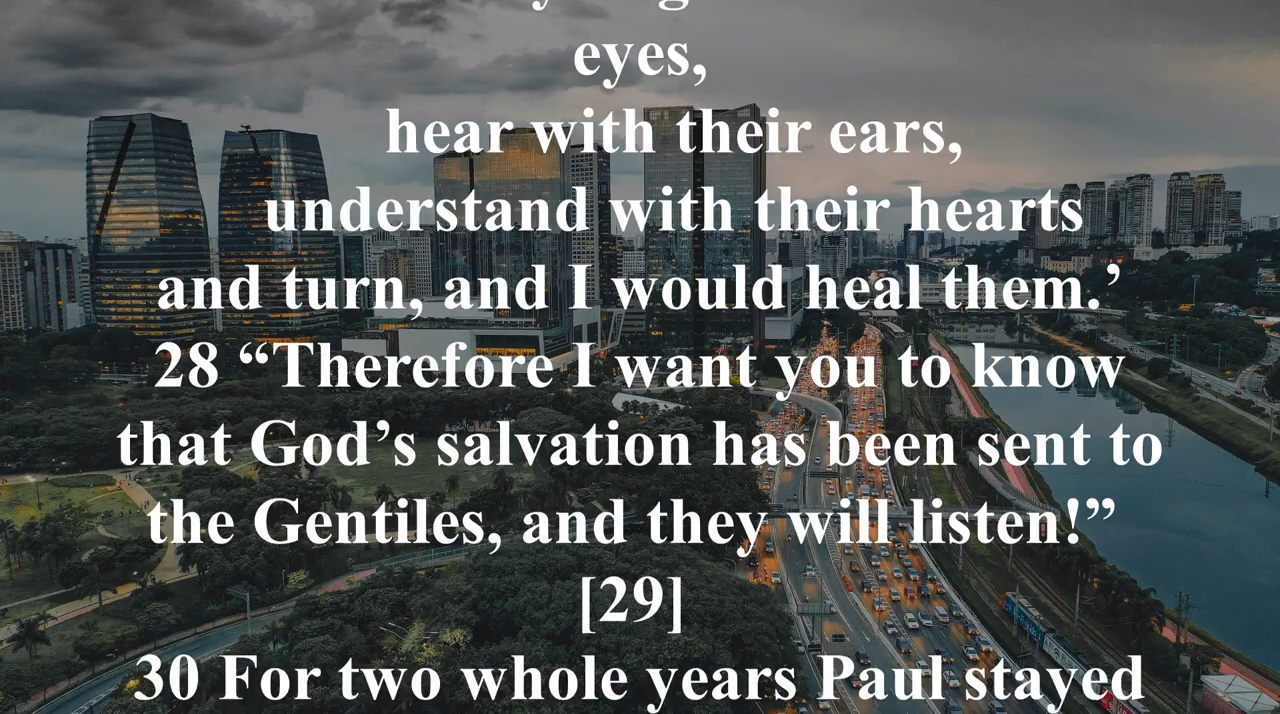 eyes,
hear with their ears,
understand with their hearts
and turn, and I would heal them.’
28 “Therefore I want you to know
that God’s salvation has been sent to
the Gentiles, and they will listen!”
[29]
30 For two whole years Paul stayed